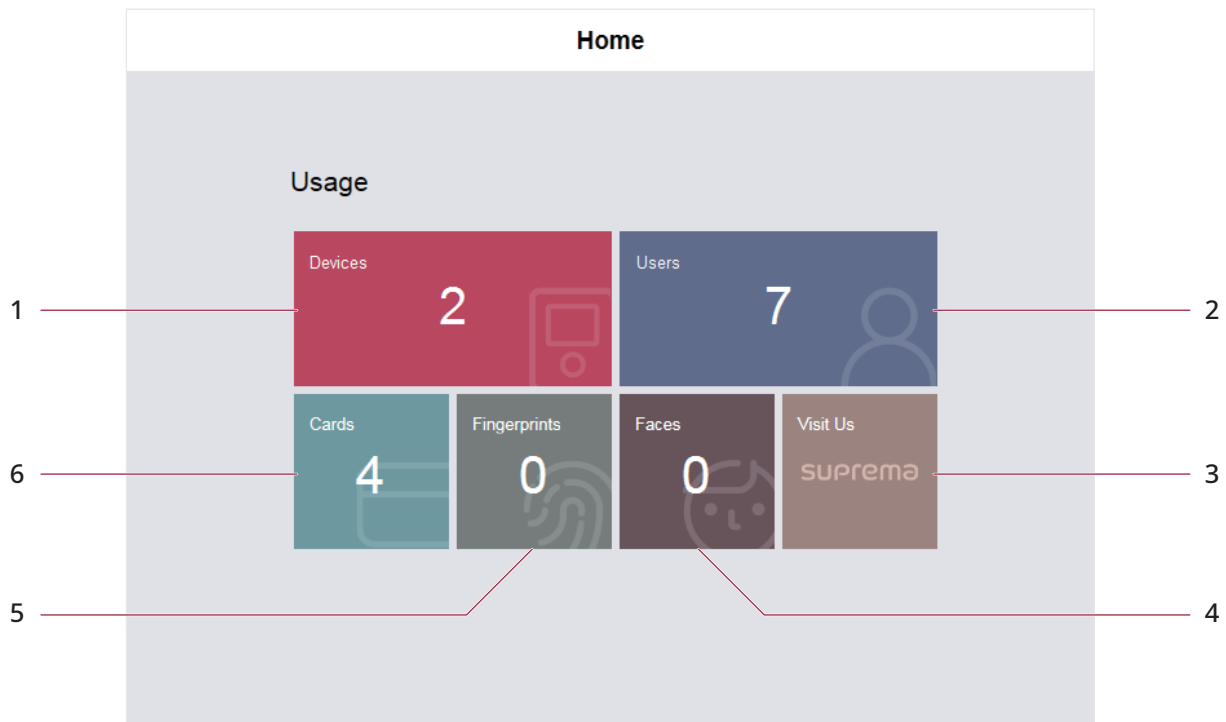 Home
Usage
Devices
2
Users
7
1
2
Cards
4
Fingerprints
0
Faces
0
Visit Us
suprema
6
3
5
4